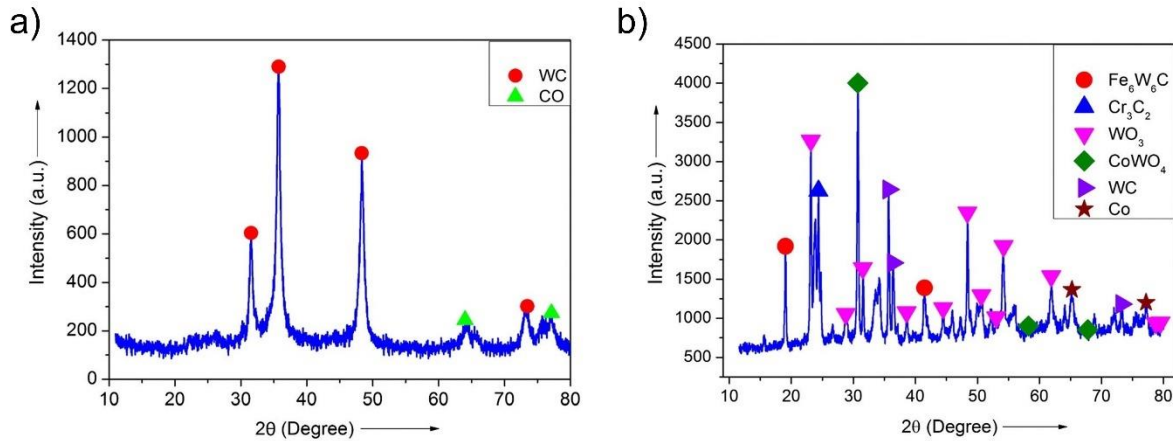 a)
1400
1200
1000
800
600
400
200
0
Intensity (a.u.)
WC
CO
10 20 30 40 50 60 70 80
2θ (Degree)
b)
4500
4000
3500
3000
2500
2000
1500
1000
500
Intensity (a.u.)
Fe₆W₆C
Cr₃C₂
WO₃
CoWO₄
WC
Co
10 20 30 40 50 60 70 80
2θ (Degree)